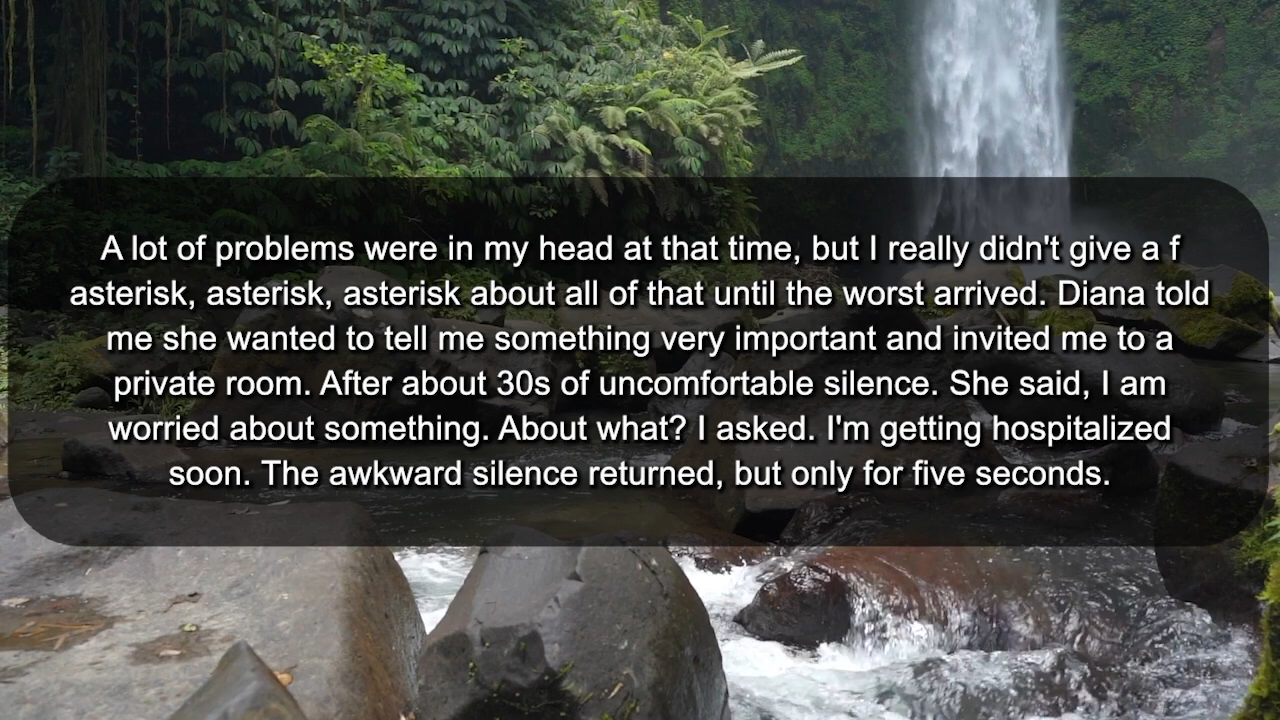 A lot of problems were in my head at that time, but I really didn't give a f
asterisk, asterisk, asterisk about all of that until the worst arrived. Diana told
me she wanted to tell me something very important and invited me to a
private room. After about 30s of uncomfortable silence. She said, I am
worried about something. About what? I asked. I'm getting hospitalized
soon. The awkward silence returned, but only for five seconds.